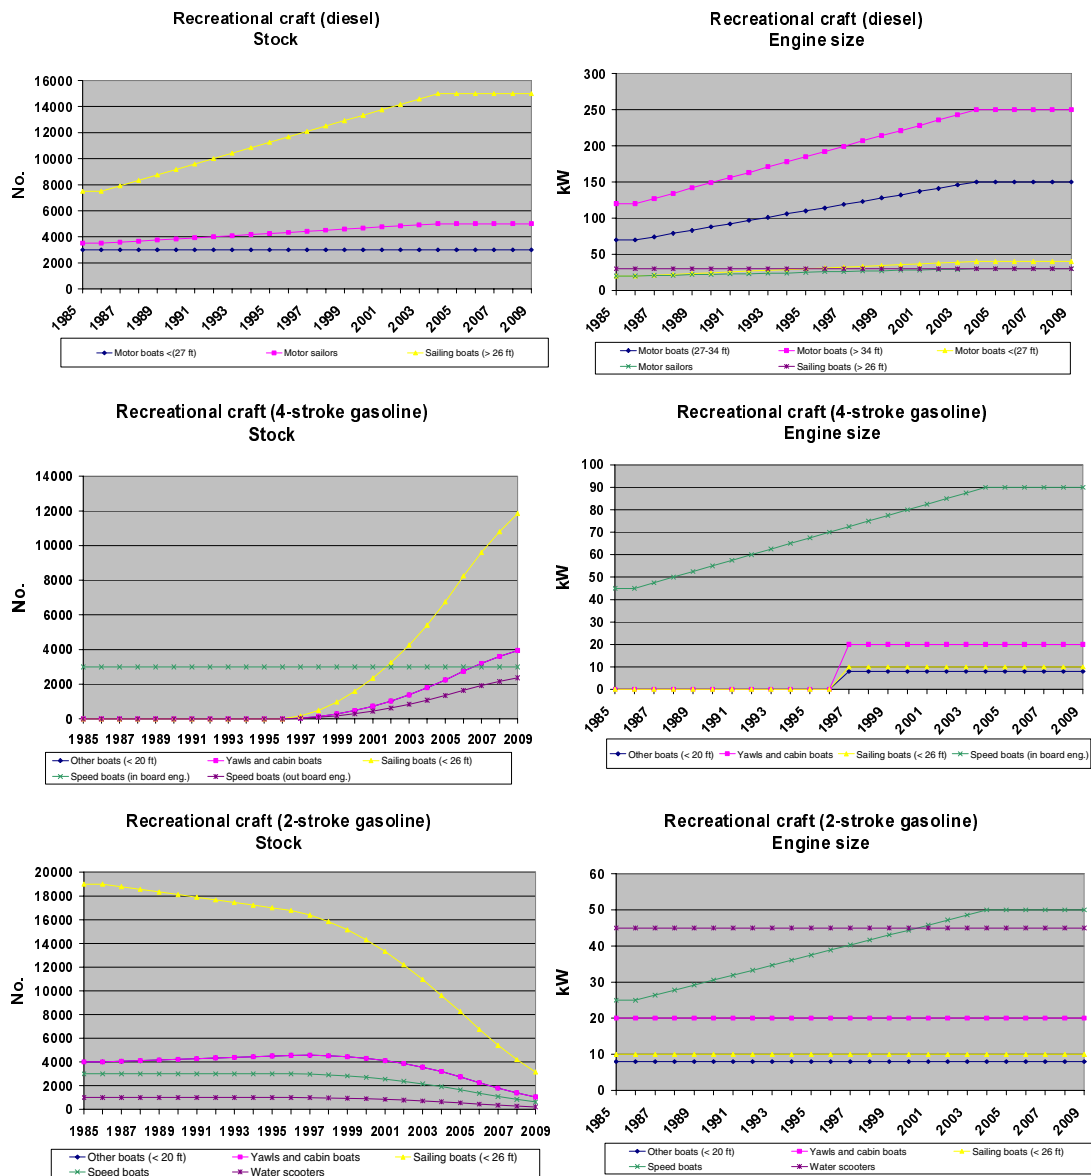 Recreational craft (diesel)
Stock
No.
16000
14000
12000
10000
8000
6000
4000
2000
0
1985 1987 1989 1991 1993 1995 1997 1999 2001 2003 2005 2007 2009
Motor boats <(27 ft) Motor sailors Sailing boats (> 26 ft)
Recreational craft (diesel)
Engine size
kW
300
250
200
150
100
50
0
1985 1987 1989 1991 1993 1995 1997 1999 2001 2003 2005 2007 2009
Motor boats (27-34 ft) Motor boats (> 34 ft) Motor boats <(27 ft)
Motor sailors Sailing boats (> 26 ft)
Recreational craft (4-stroke gasoline)
Stock
No.
14000
12000
10000
8000
6000
4000
2000
0
1985 1987 1989 1991 1993 1995 1997 1999 2001 2003 2005 2007 2009
Other boats (< 20 ft) Yawls and cabin boats Sailing boats (< 26 ft)
Speed boats (in board eng.) Speed boats (out board eng.)
Recreational craft (4-stroke gasoline)
Engine size
kW
100
90
80
70
60
50
40
30
20
10
0
1985 1987 1989 1991 1993 1995 1997 1999 2001 2003 2005 2007 2009
Other boats (< 20 ft) Yawls and cabin boats Sailing boats (< 26 ft) Speed boats (in board eng.)
Recreational craft (2-stroke gasoline)
Stock
No.
20000
18000
16000
14000
12000
10000
8000
6000
4000
2000
0
1985 1987 1989 1991 1993 1995 1997 1999 2001 2003 2005 2007 2009
Other boats (< 20 ft) Yawls and cabin boats Sailing boats (< 26 ft)
Speed boats Water scooters
Recreational craft (2-stroke gasoline)
Engine size
kW
60
50
40
30
20
10
0
1985 1987 1989 1991 1993 1995 1997 1999 2001 2003 2005 2007 2009
Other boats (< 20 ft) Yawls and cabin boats Sailing boats (< 26 ft)
Speed boats Water scooters